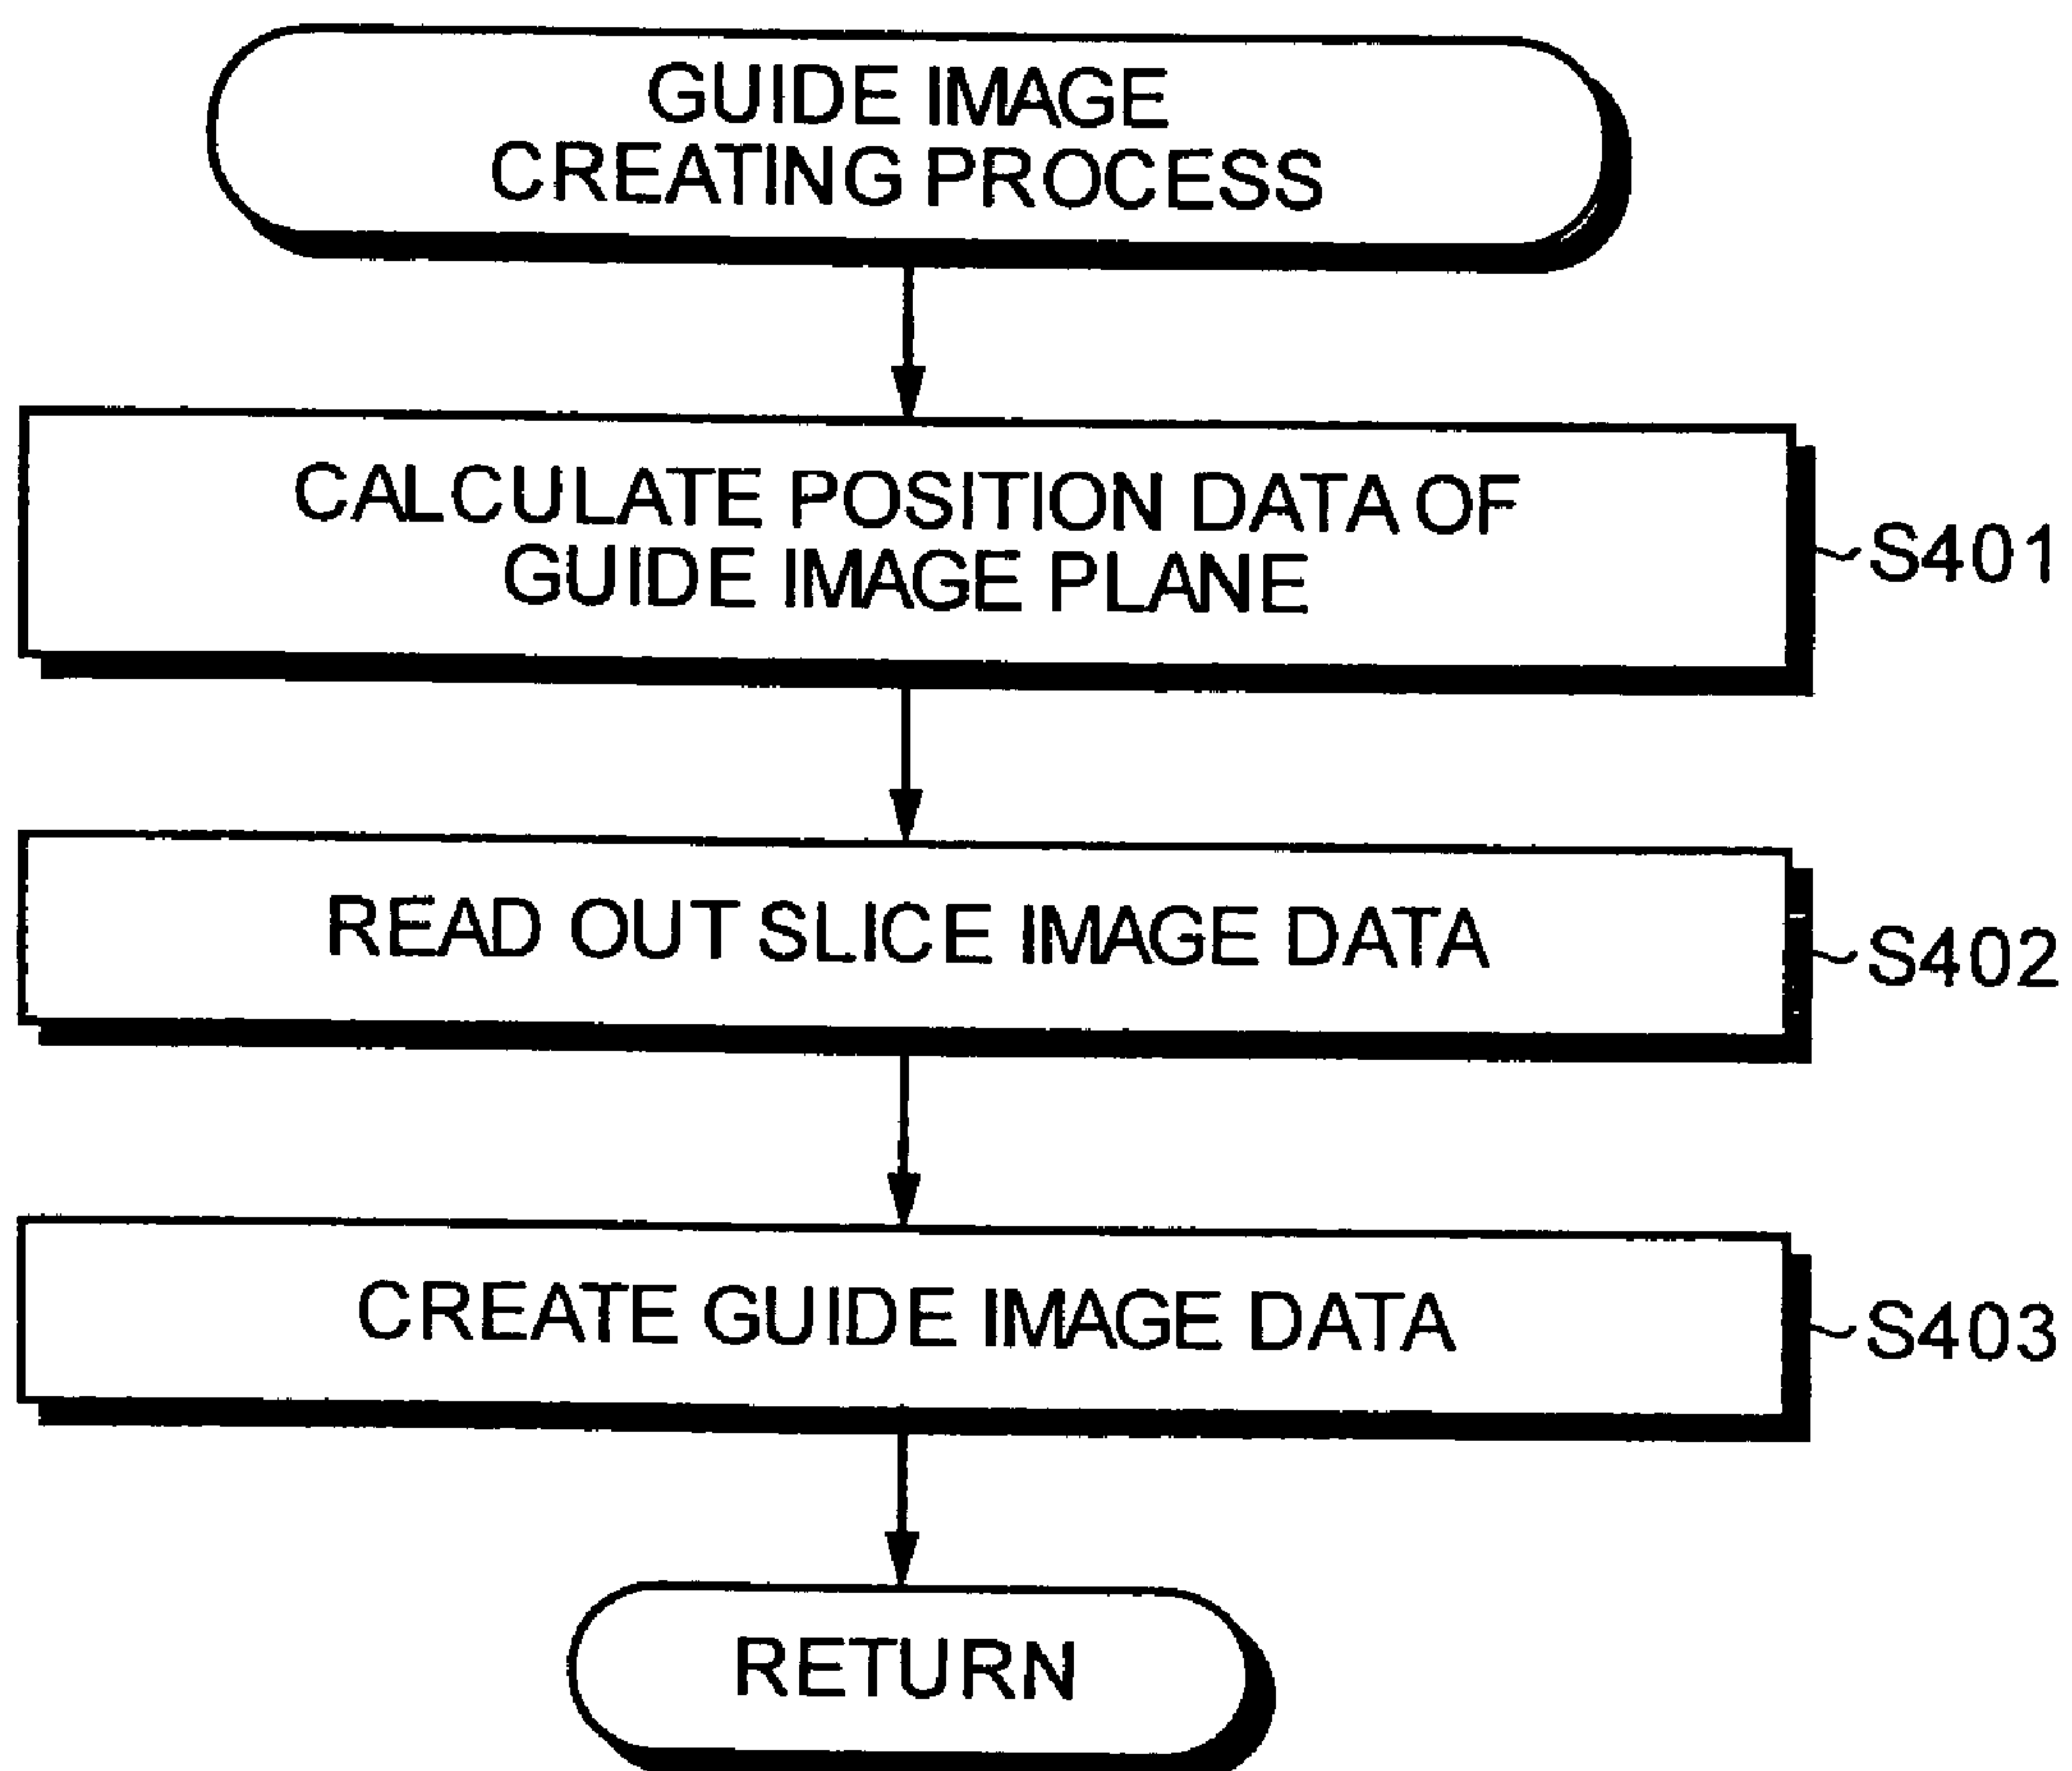 GUIDE IMAGE
CREATING PROCESS
CALCULATE POSITION DATA OF
GUIDE IMAGE PLANE
S401
READ OUT SLICE IMAGE DATA
S402
CREATE GUIDE IMAGE DATA
S403
RETURN